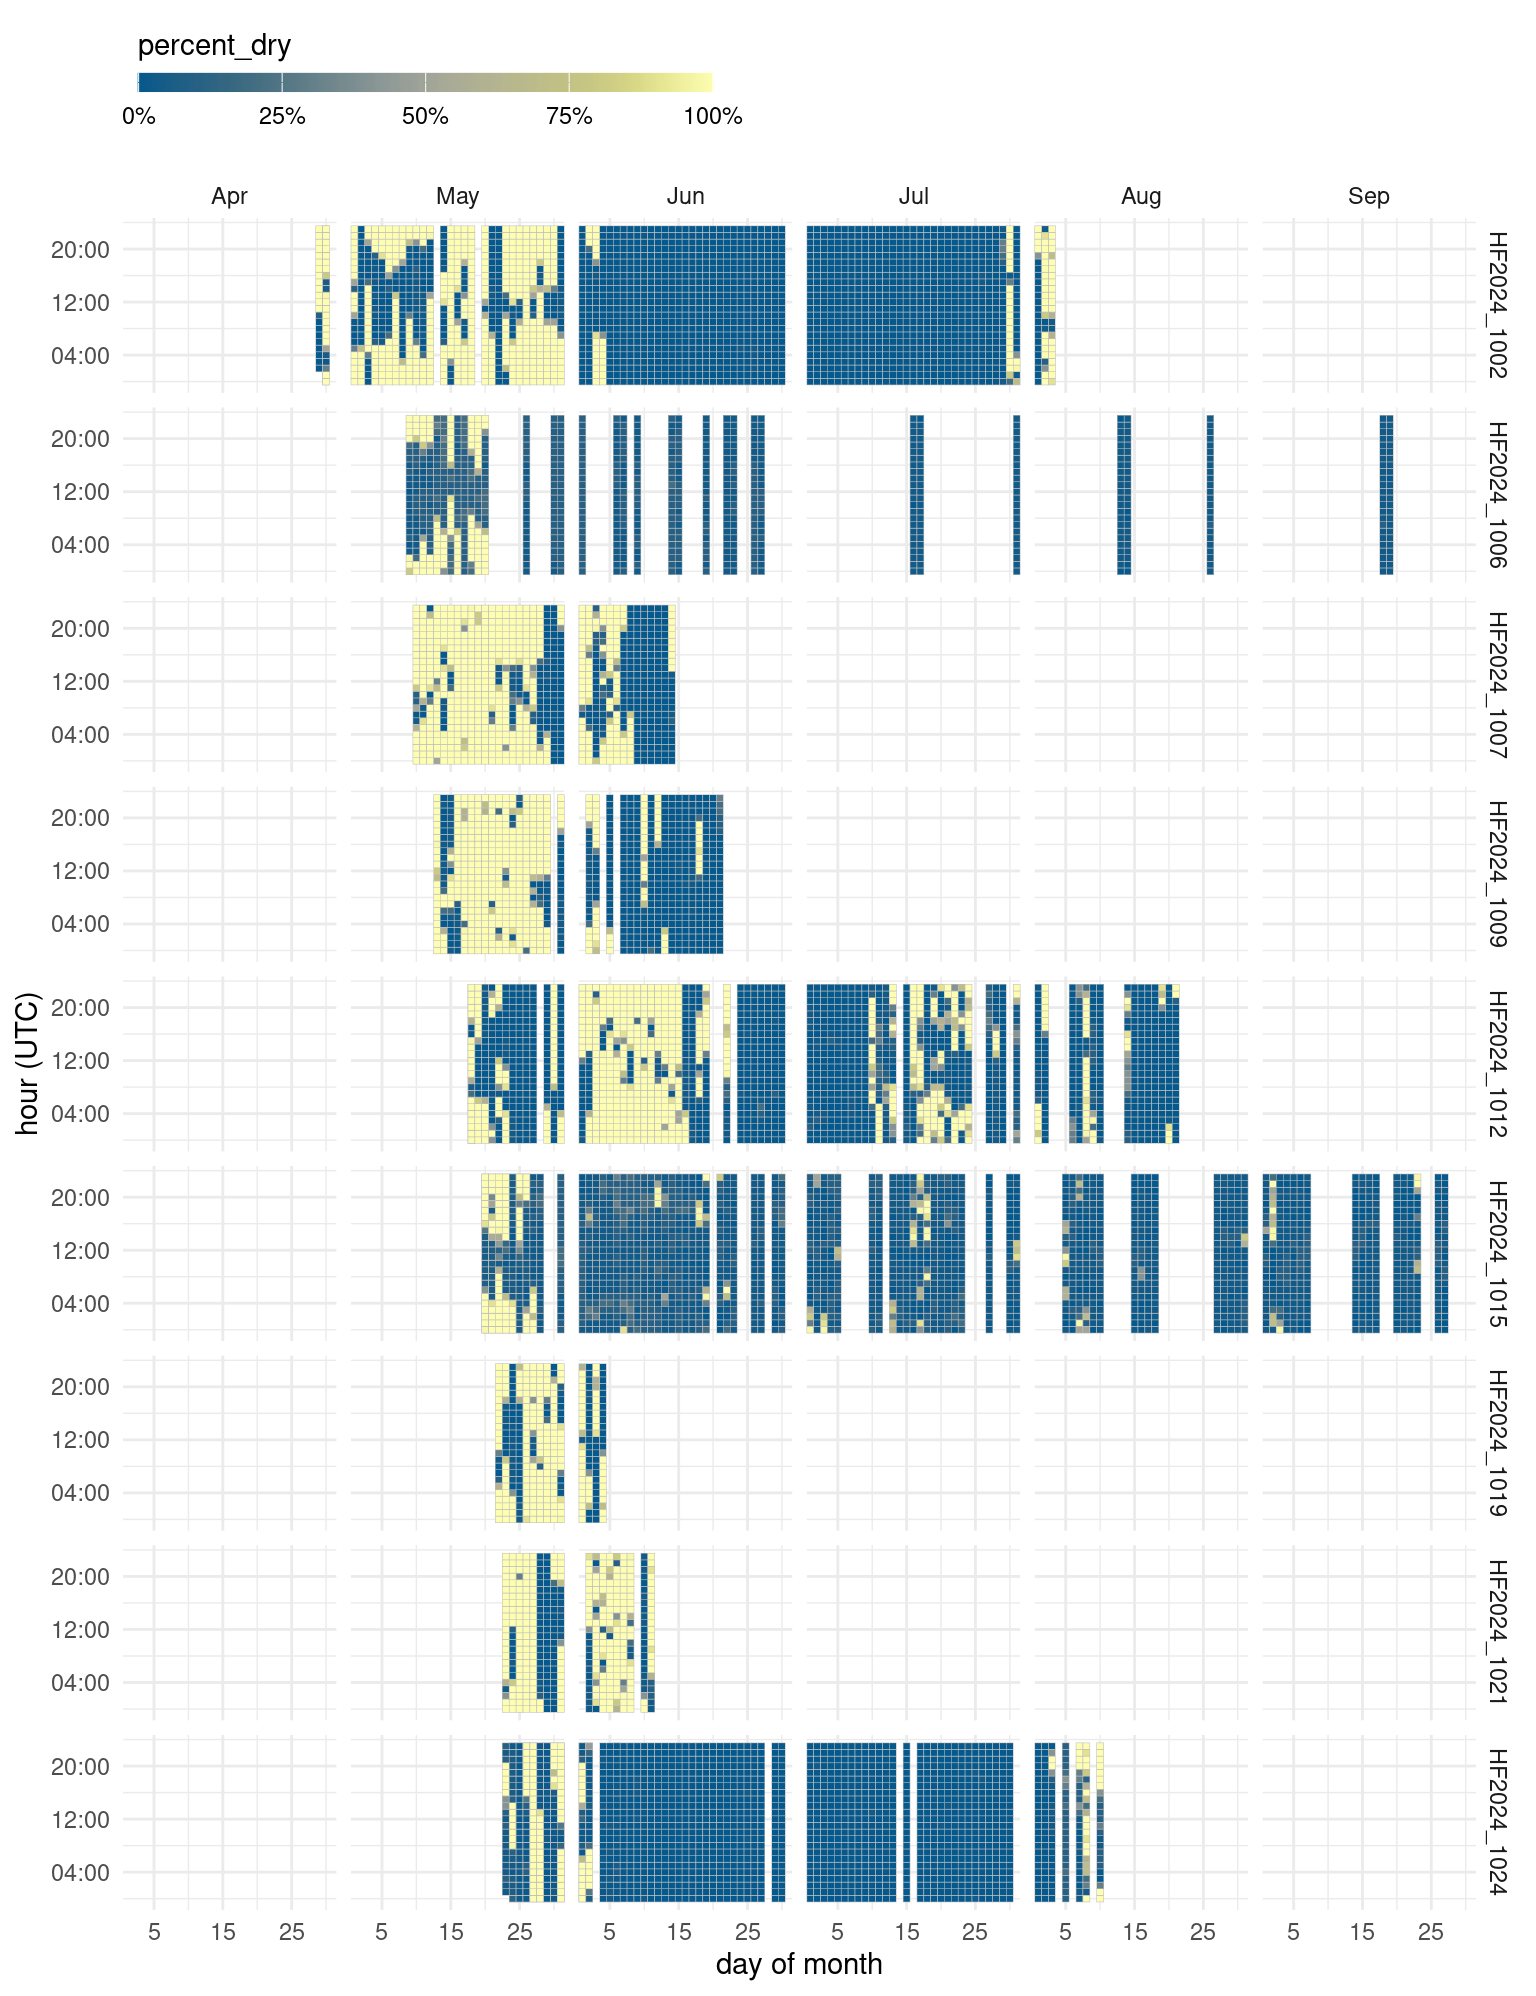 percent_dry
0% 25% 50% 75% 100%
Apr May Jun Jul Aug Sep
20:00
12:00
04:00
HF2024_1002
20:00
12:00
04:00
HF2024_1006
20:00
12:00
04:00
HF2024_1007
20:00
12:00
04:00
HF2024_1009
hour (UTC)
20:00
12:00
04:00
HF2024_1012
20:00
12:00
04:00
HF2024_1015
20:00
12:00
04:00
HF2024_1019
20:00
12:00
04:00
HF2024_1021
20:00
12:00
04:00
HF2024_1024
5 15 25 5 15 25 5 15 25 5 15 25 5 15 25 5 15 25
day of month